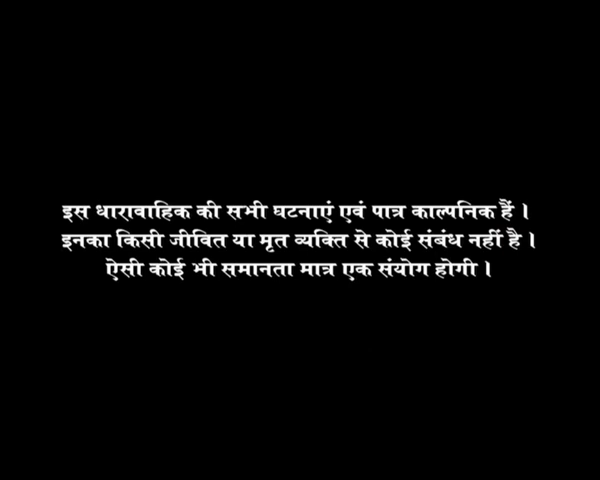 इस धारावाहिक की सभी घटनाएं एवं पात्र काल्पनिक हैं ।
इनका किसी जीवित या मृत व्यक्ति से कोई संबंध नहीं है ।
ऐसी कोई भी समानता मात्र एक संयोग होगी ।